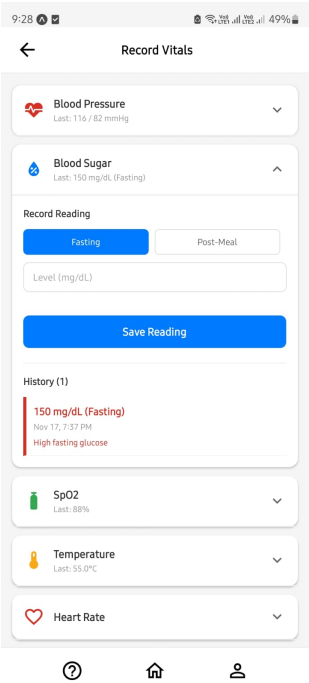 9:28
49%
Record Vitals
Blood Pressure
Last: 116 / 82 mmHg
Blood Sugar
Last: 150 mg/dL (Fasting)
Record Reading
Fasting
Post-Meal
Level (mg/dL)
Save Reading
History (1)
150 mg/dL (Fasting)
Nov 17, 7:37 PM
High fasting glucose
SpO2
Last: 88%
Temperature
Last: 55.0°C
Heart Rate